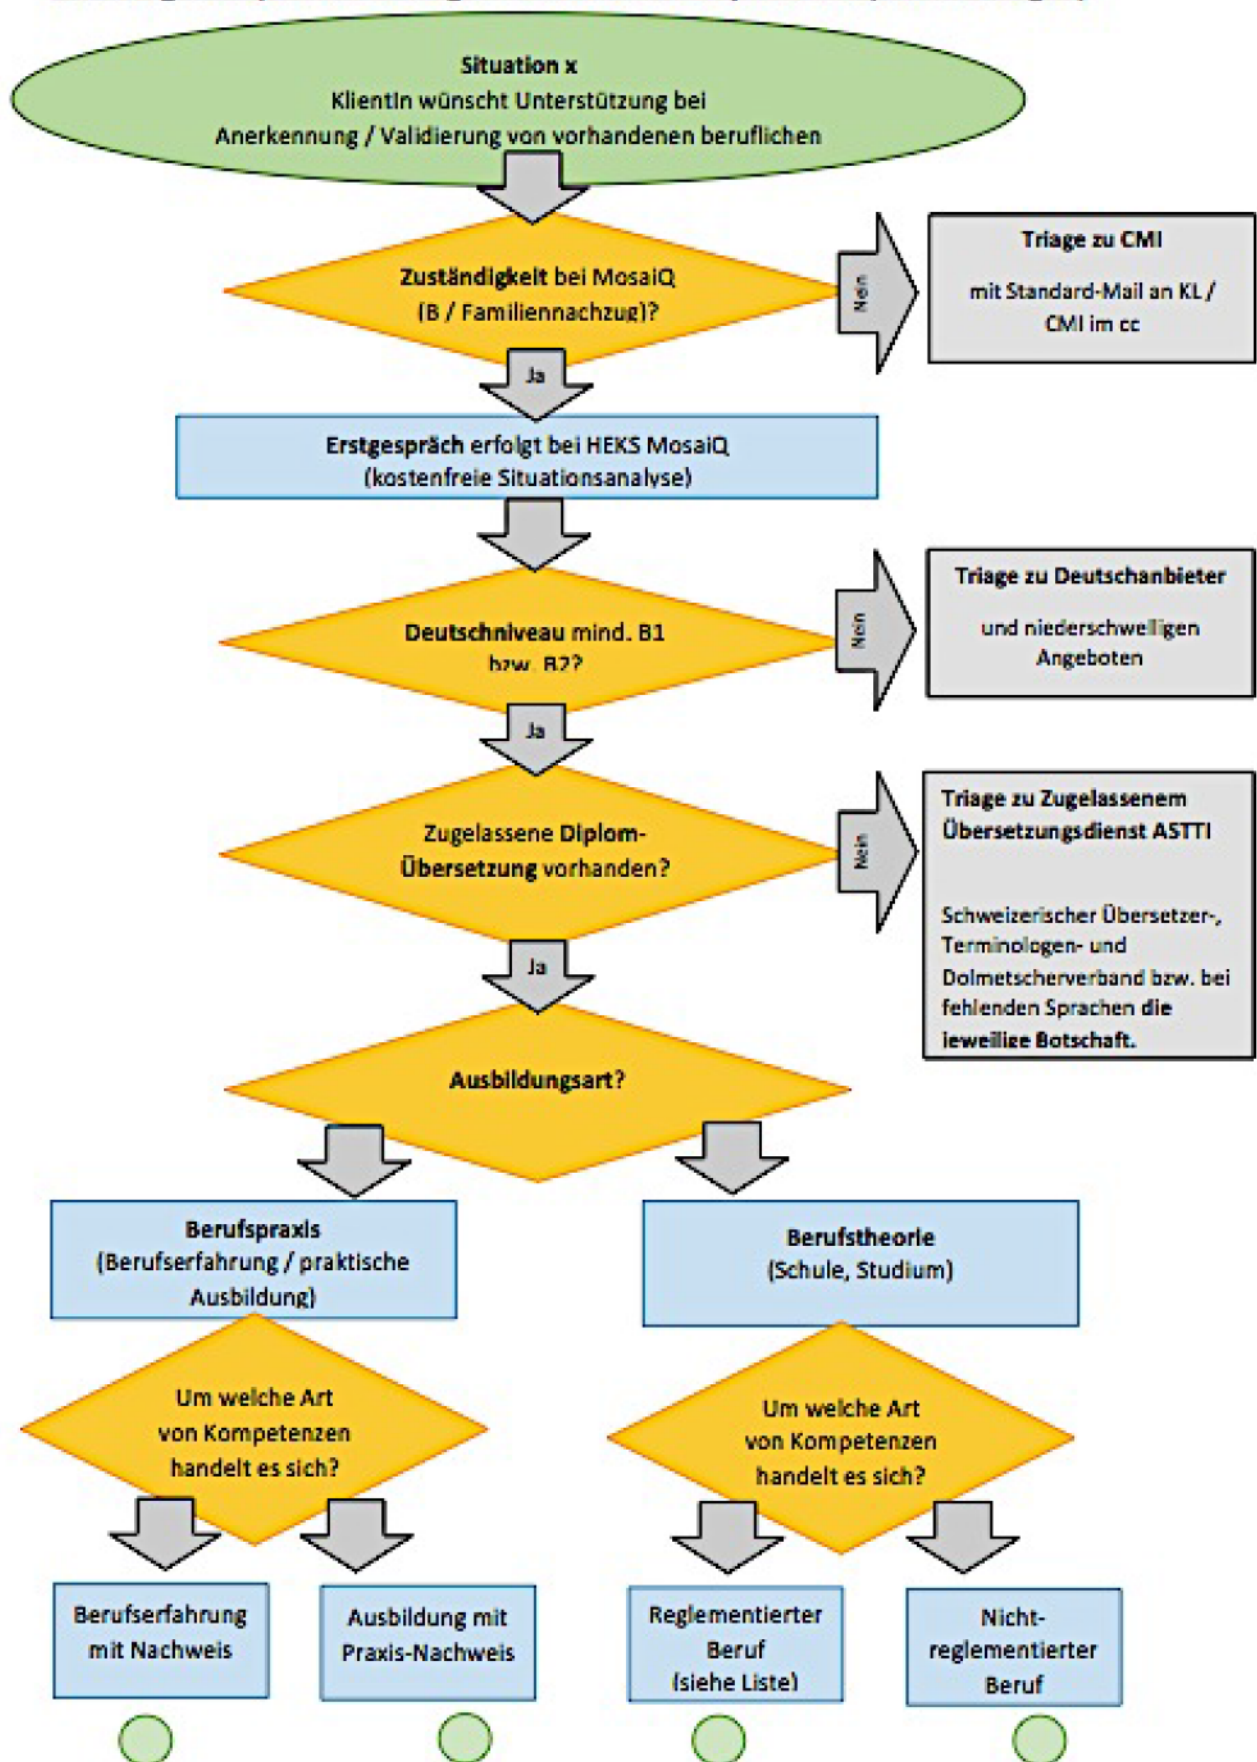 Situation x
KlientIn wünscht Unterstützung bei
Anerkennung / Validierung von vorhandenen beruflichen
Zuständigkeit bei MosaiQ
(B / Familiennachzug)?
Nein
Triage zu CMI
mit Standard-Mail an KL /
CMI im cc
Ja
Erstgespräch erfolgt bei HEKS MosaiQ
(kostenfreie Situationsanalyse)
Deutschniveau mind. B1
bzw. B2?
Nein
Triage zu Deutschanbieter
und niederschwelligen
Angeboten
Ja
Zugelassene Diplom-
Übersetzung vorhanden?
Nein
Triage zu Zugelassenem
Übersetzungsdienst ASTTI
Schweizerischer Übersetzer-,
Terminologen- und
Dolmetscherverband bzw. bei
fehlenden Sprachen die
jeweilige Botschaft.
Ja
Ausbildungsart?
Berufspraxis
(Berufserfahrung / praktische
Ausbildung)
Berufstheorie
(Schule, Studium)
Um welche Art
von Kompetenzen
handelt es sich?
Um welche Art
von Kompetenzen
handelt es sich?
Berufserfahrung
mit Nachweis
Ausbildung mit
Praxis-Nachweis
Reglementierter
Beruf
(siehe Liste)
Nicht-
reglementierter
Beruf